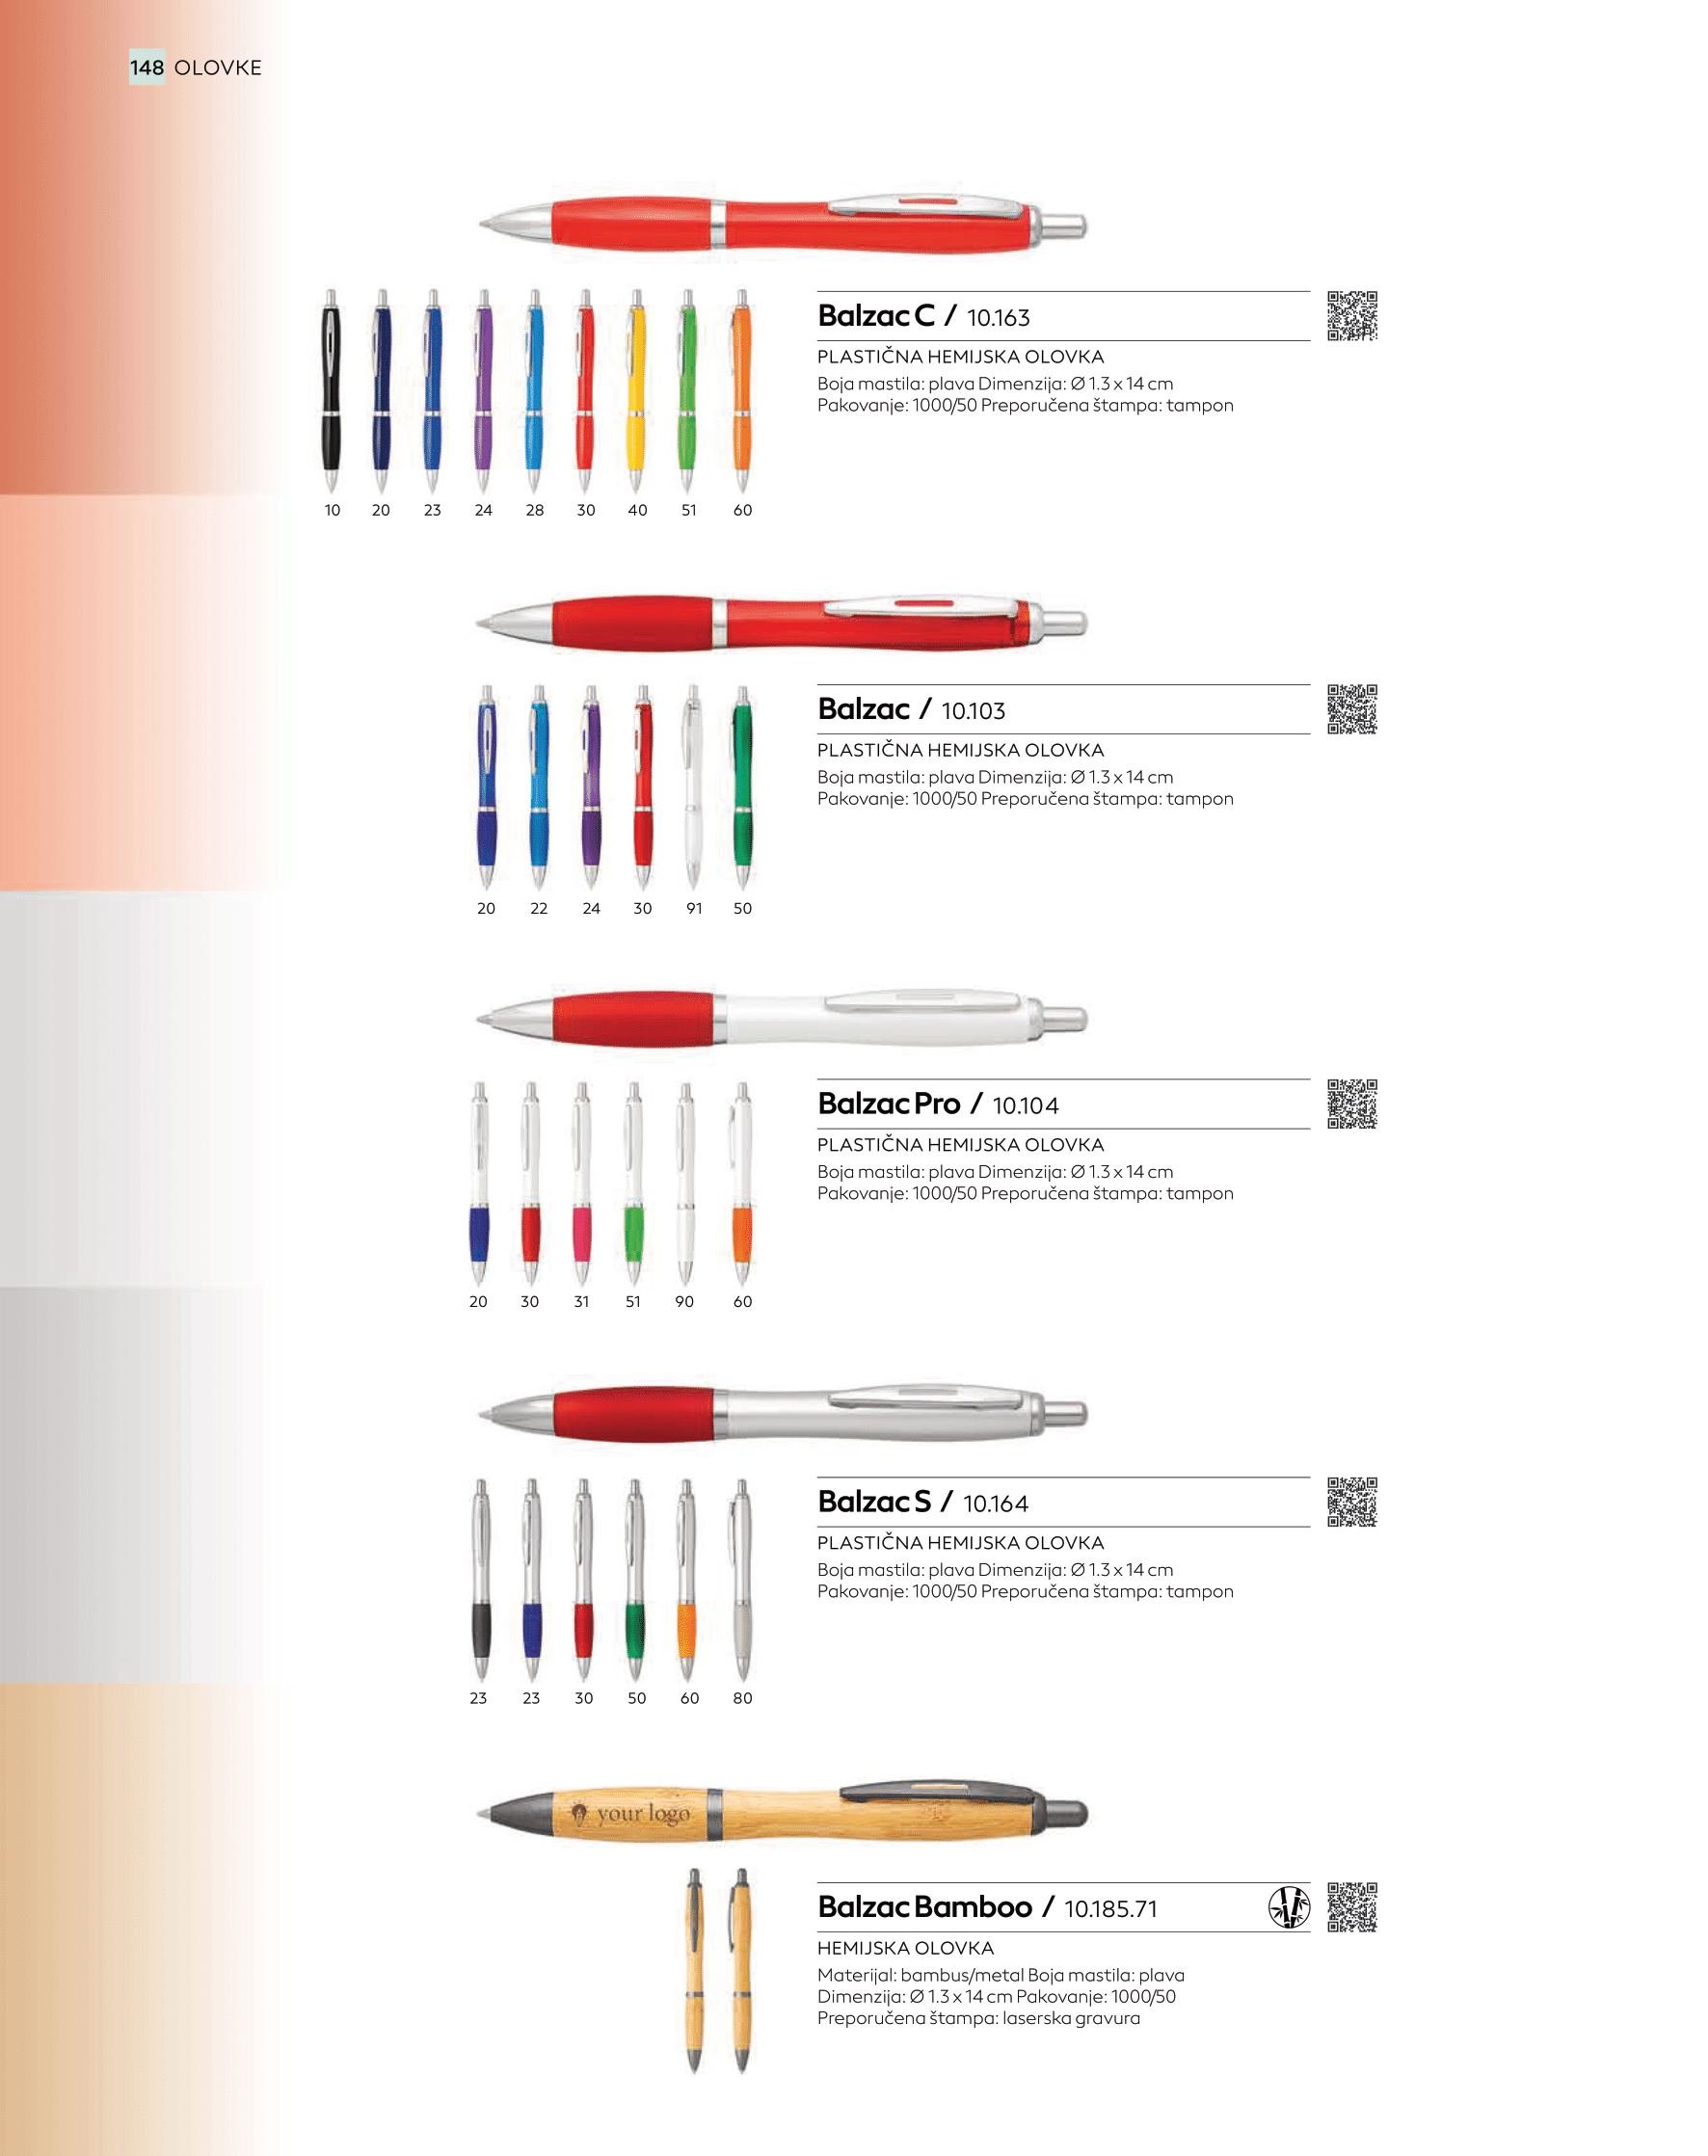 148 OLOVKE
Balzac C / 10.163
PLASTIČNA HEMIJSKA OLOVKA
Boja mastila: plava Dimenzija: Ø 1.3 x 14 cm
Pakovanje: 1000/50 Preporučena štampa: tampon
10 20 23 24 28 30 40 51 60
Balzac / 10.103
PLASTIČNA HEMIJSKA OLOVKA
Boja mastila: plava Dimenzija: Ø 1.3 x 14 cm
Pakovanje: 1000/50 Preporučena štampa: tampon
20 22 24 30 91 50
Balzac Pro / 10.104
PLASTIČNA HEMIJSKA OLOVKA
Boja mastila: plava Dimenzija: Ø 1.3 x 14 cm
Pakovanje: 1000/50 Preporučena štampa: tampon
20 30 31 51 90 60
Balzac S / 10.164
PLASTIČNA HEMIJSKA OLOVKA
Boja mastila: plava Dimenzija: Ø 1.3 x 14 cm
Pakovanje: 1000/50 Preporučena štampa: tampon
23 23 30 50 60 80
your logo
Balzac Bamboo / 10.185.71
HEMIJSKA OLOVKA
Materijal: bambus/metal Boja mastila: plava
Dimenzija: Ø 1.3 x 14 cm Pakovanje: 1000/50
Preporučena štampa: laserska gravura